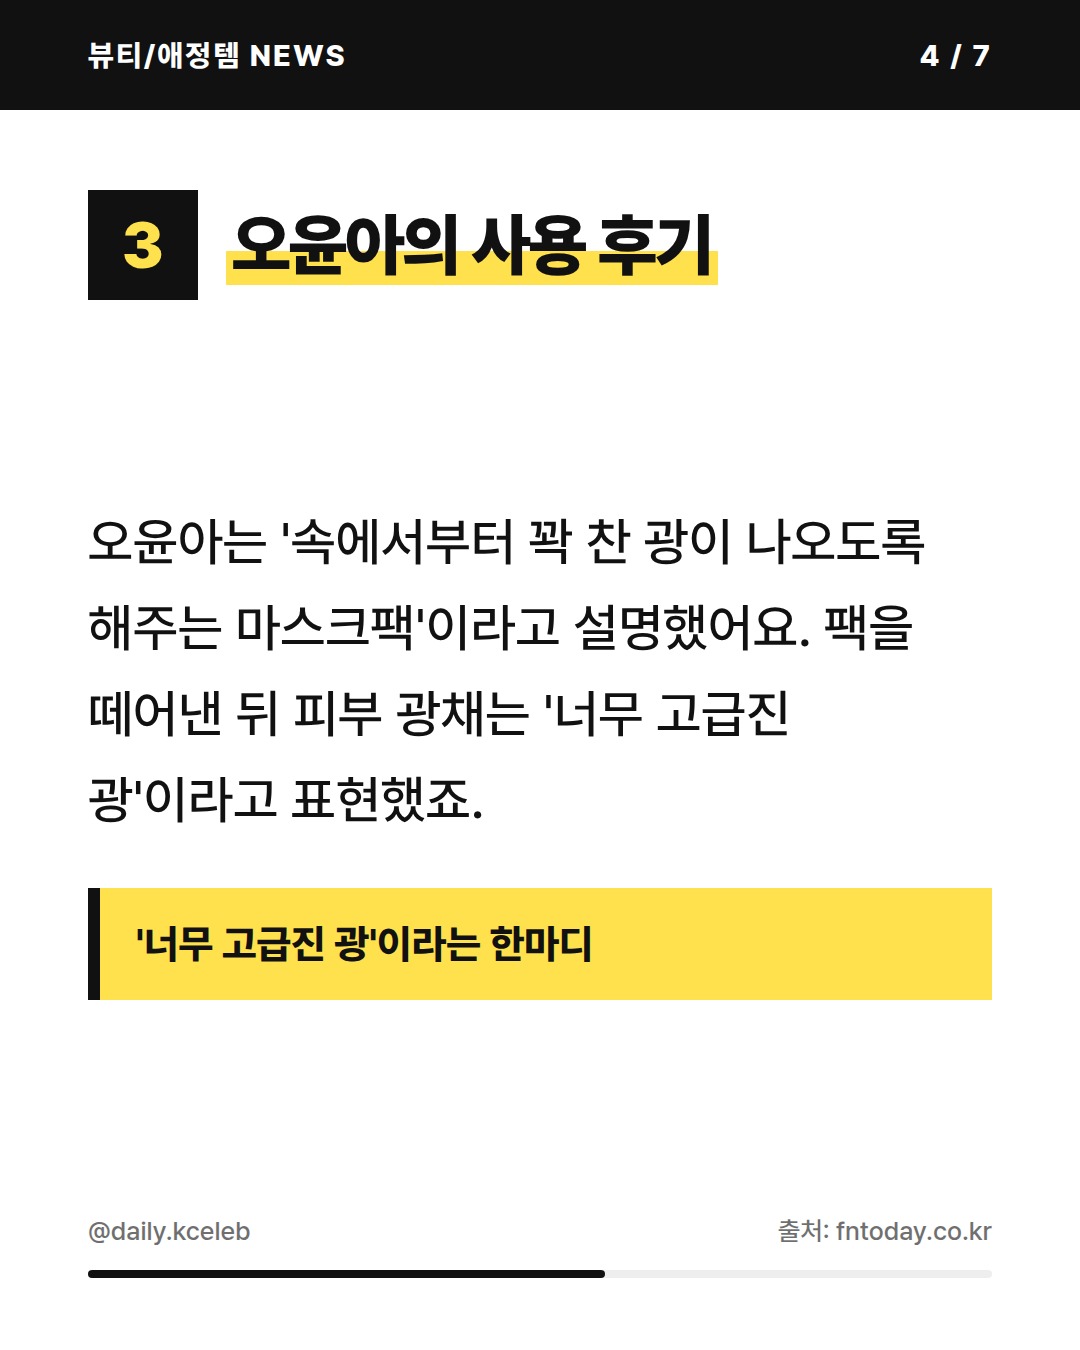 뷰티/애정템 NEWS
4 / 7
3
오윤아의 사용 후기
오윤아는 '속에서부터 꽉 찬 광이 나오도록
해주는 마스크팩'이라고 설명했어요. 팩을
떼어낸 뒤 피부 광채는 '너무 고급진
광'이라고 표현했죠.
'너무 고급진 광'이라는 한마디
@daily.kceleb
출처: fntoday.co.kr